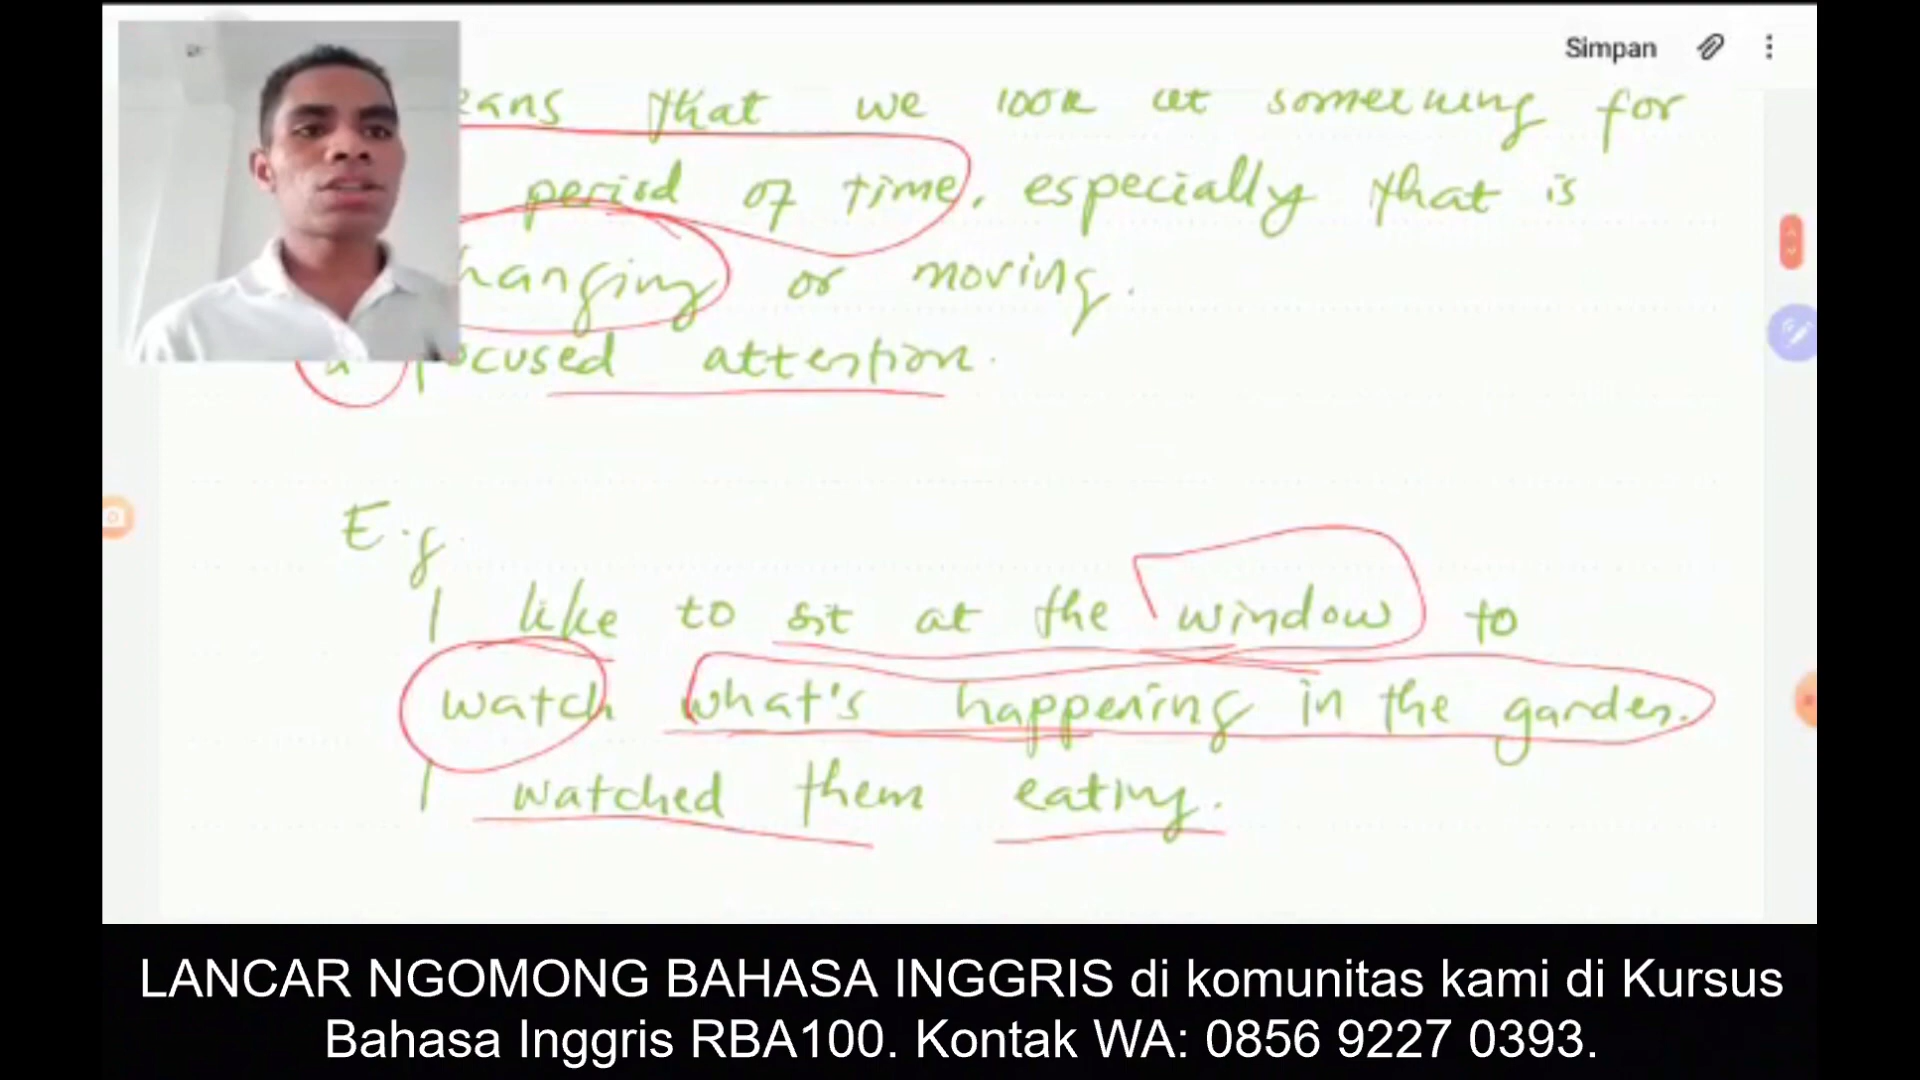 Simpan
eans that we look at something for
period of time, especially that is
hanging or moving.
a focused attention.
E.g
I like to sit at the window to
watch what's happening in the garden.
I watched them eating.
LANCAR NGOMONG BAHASA INGGRIS di komunitas kami di Kursus
Bahasa Inggris RBA100. Kontak WA: 0856 9227 0393.